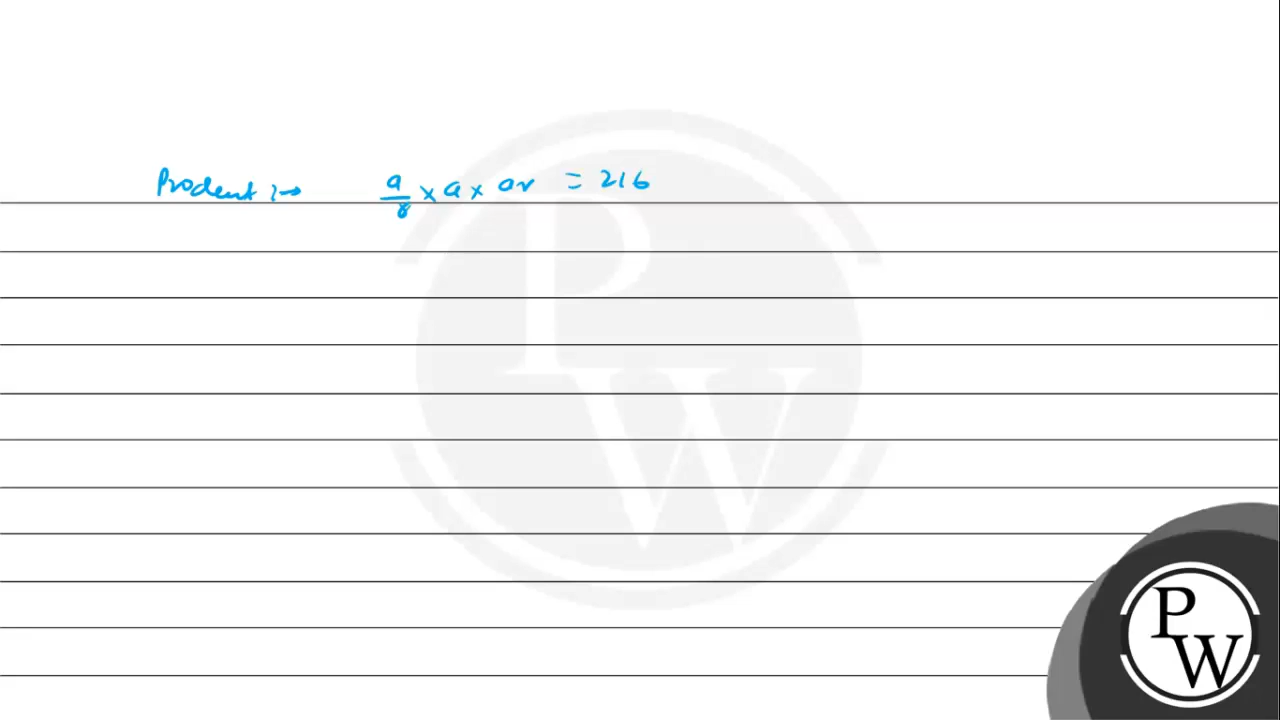 Product :→ a/r × a × ar = 216
P
W
P
W